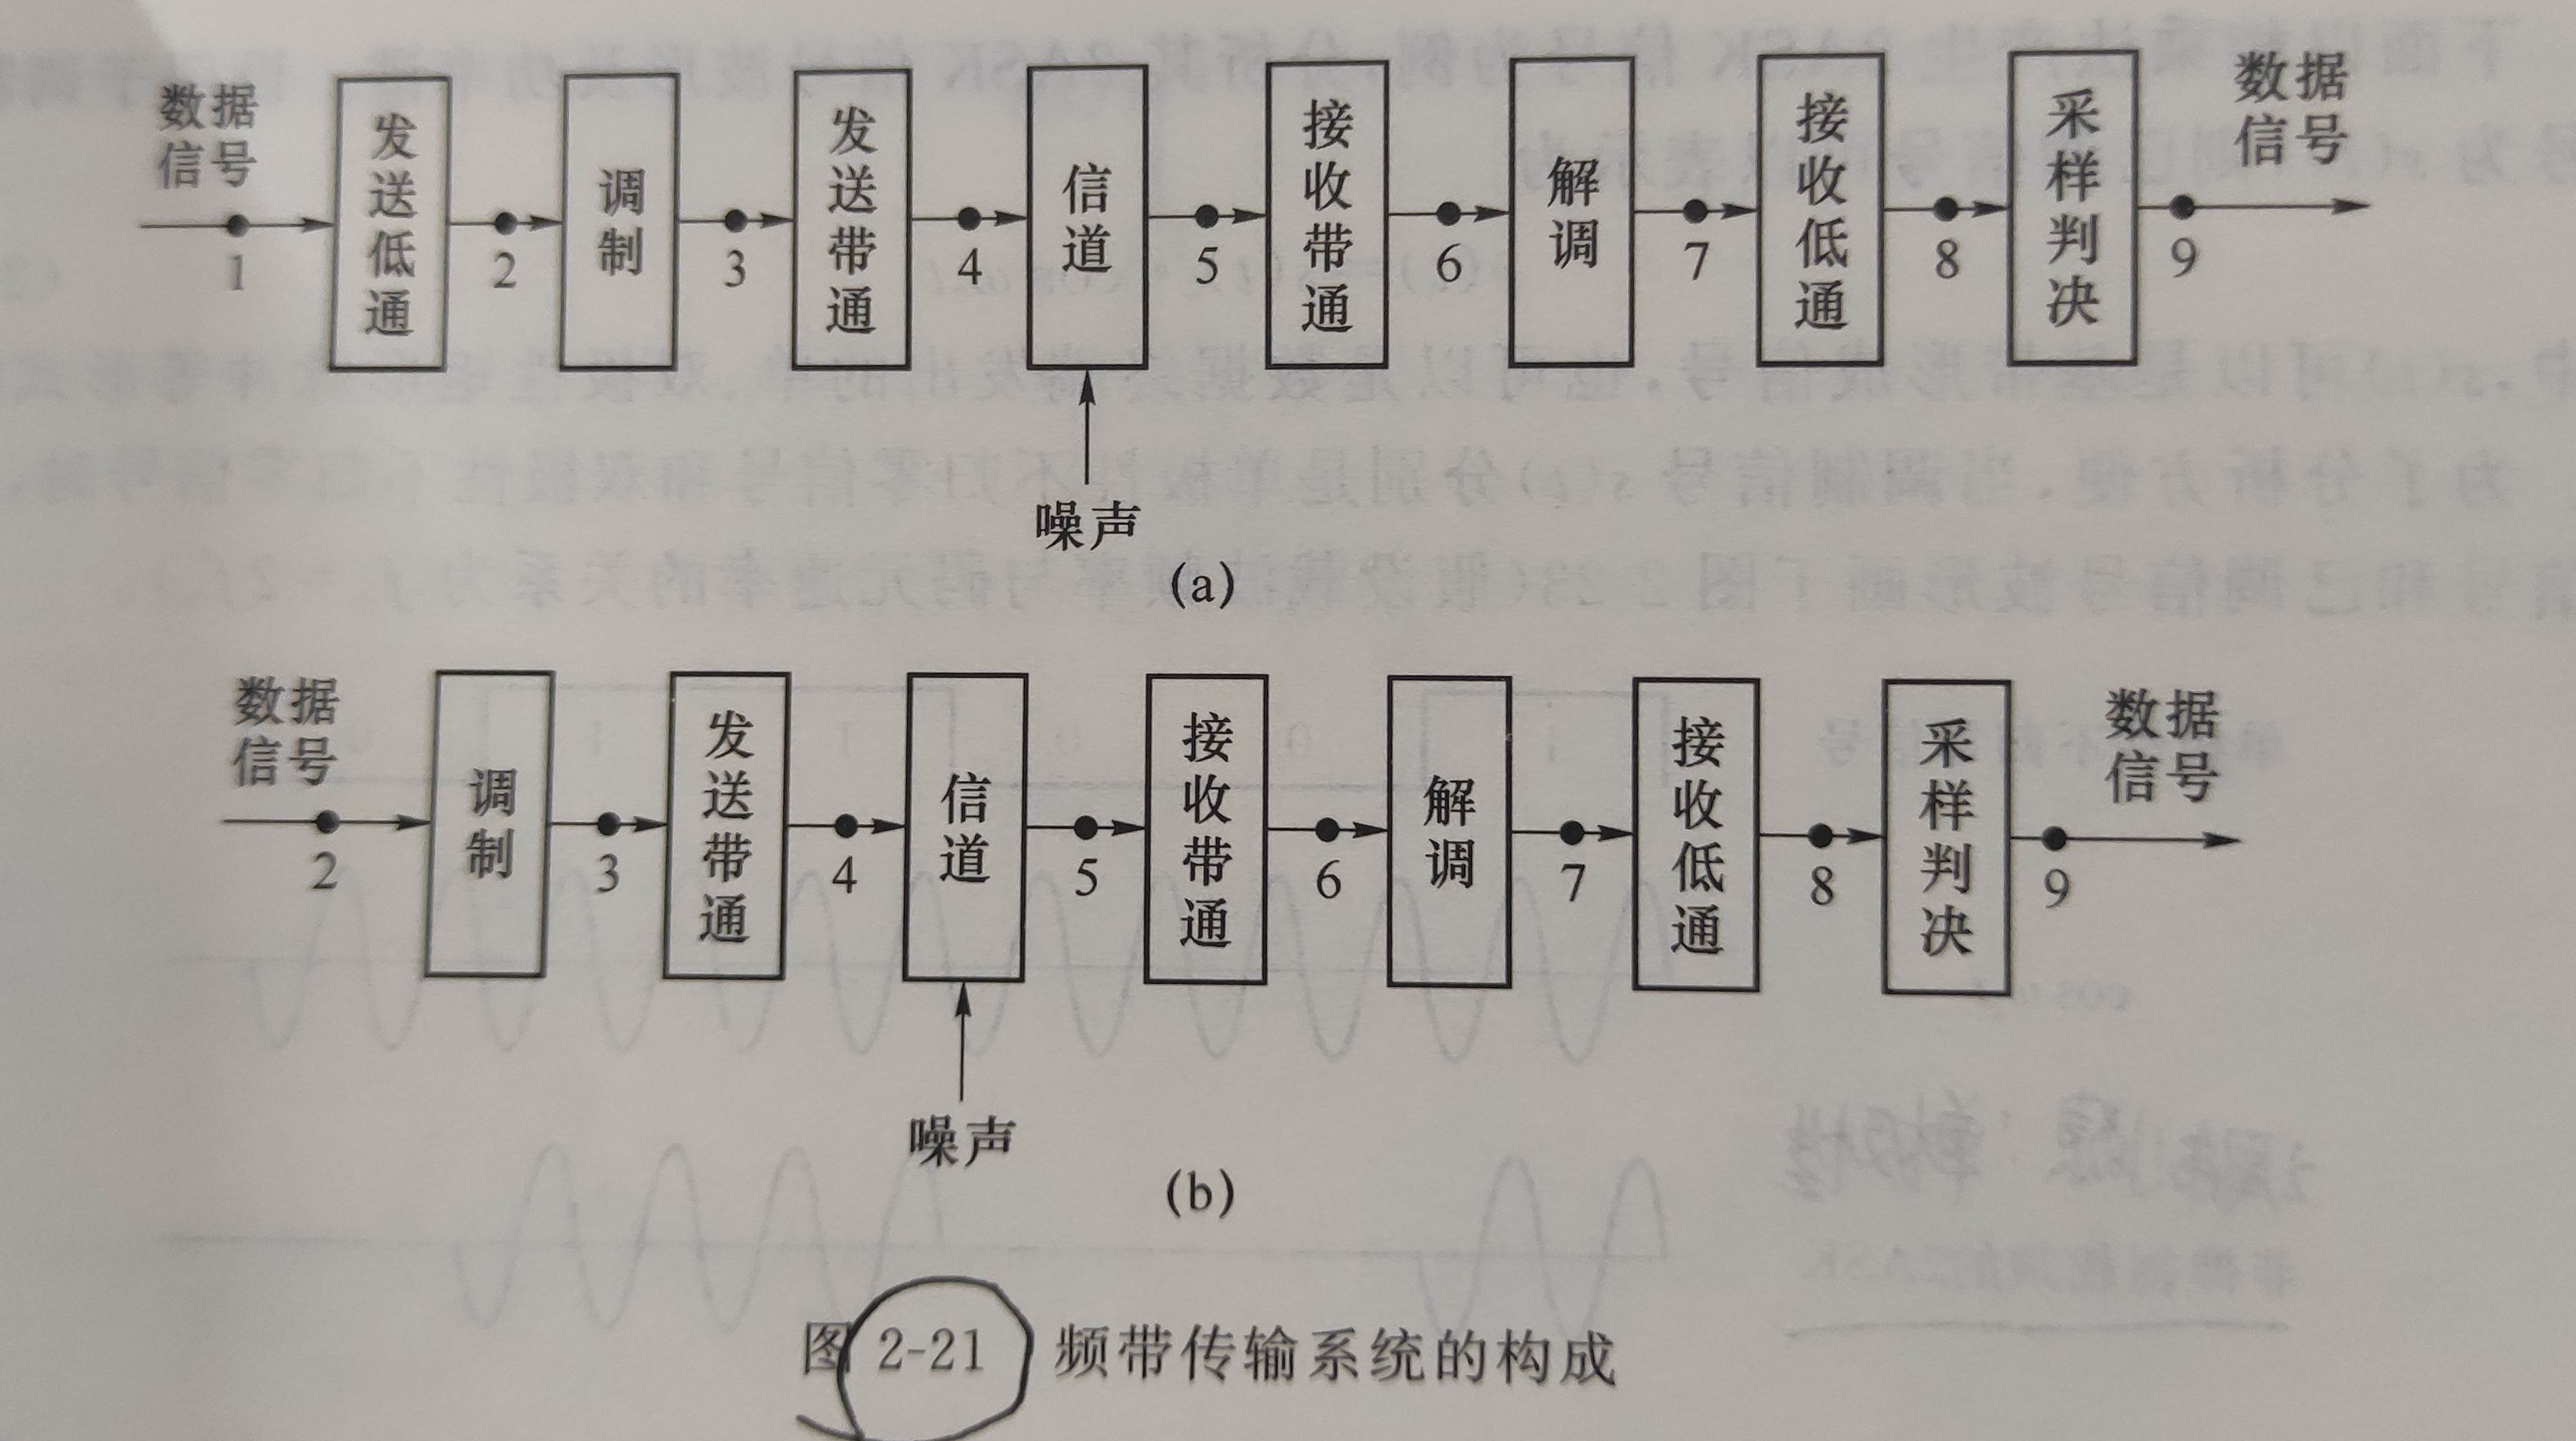 数据
信号
发送低通
调制
发送带通
信道
接收带通
解调
接收低通
采样判决
数据
信号
1
2
3
4
5
6
7
8
9
噪声
(a)
数据
信号
调制
发送带通
信道
接收带通
解调
接收低通
采样判决
数据
信号
2
3
4
5
6
7
8
9
噪声
(b)
图 2-21 频带传输系统的构成